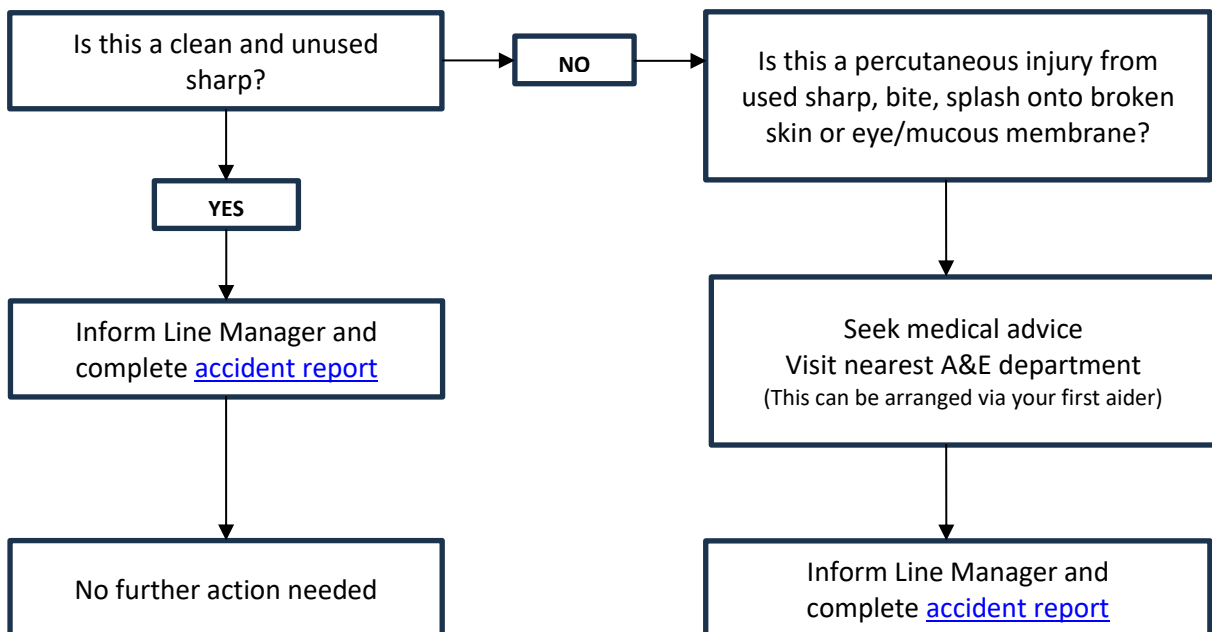 Is this a clean and unused
sharp?
NO
Is this a percutaneous injury from
used sharp, bite, splash onto broken
skin or eye/mucous membrane?
YES
Inform Line Manager and
complete accident report
Seek medical advice
Visit nearest A&E department
(This can be arranged via your first aider)
No further action needed
Inform Line Manager and
complete accident report